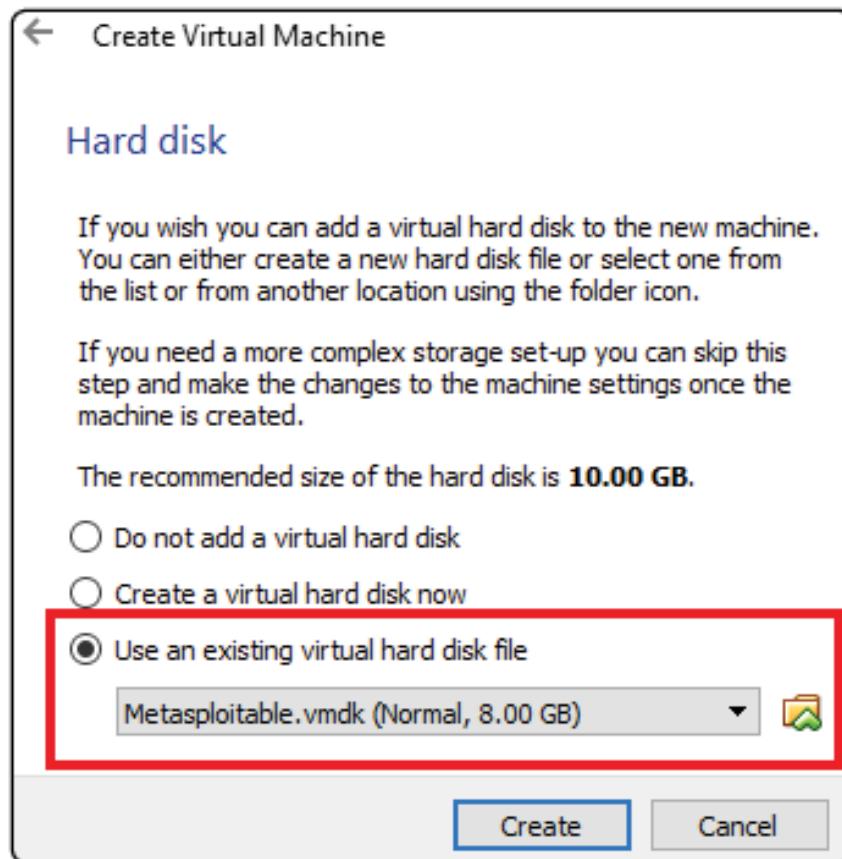 Create Virtual Machine
Hard disk
If you wish you can add a virtual hard disk to the new machine.
You can either create a new hard disk file or select one from
the list or from another location using the folder icon.
If you need a more complex storage set-up you can skip this
step and make the changes to the machine settings once the
machine is created.
The recommended size of the hard disk is 10.00 GB.
Do not add a virtual hard disk
Create a virtual hard disk now
Use an existing virtual hard disk file
Metasploitable.vmdk (Normal, 8.00 GB)
Create Cancel